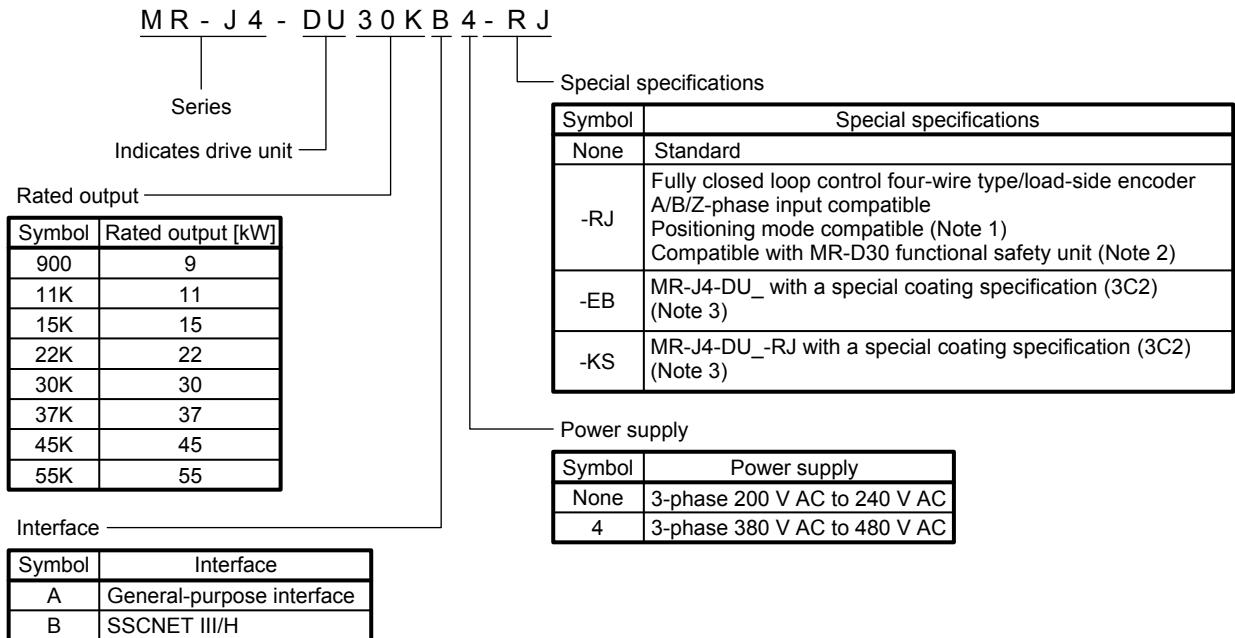 MR-J4-DU30KB4-RJ
Series
Indicates drive unit
Rated output
Symbol Rated output [kW]
900 9
11K 11
15K 15
22K 22
30K 30
37K 37
45K 45
55K 55
Interface
Symbol Interface
A General-purpose interface
B SSCNET III/H
Special specifications
Symbol Special specifications
None Standard
-RJ Fully closed loop control four-wire type/load-side encoder
A/B/Z-phase input compatible
Positioning mode compatible (Note 1)
Compatible with MR-D30 functional safety unit (Note 2)
-EB MR-J4-DU_ with a special coating specification (3C2)
(Note 3)
-KS MR-J4-DU_-RJ with a special coating specification (3C2)
(Note 3)
Power supply
Symbol Power supply
None 3-phase 200 V AC to 240 V AC
4 3-phase 380 V AC to 480 V AC